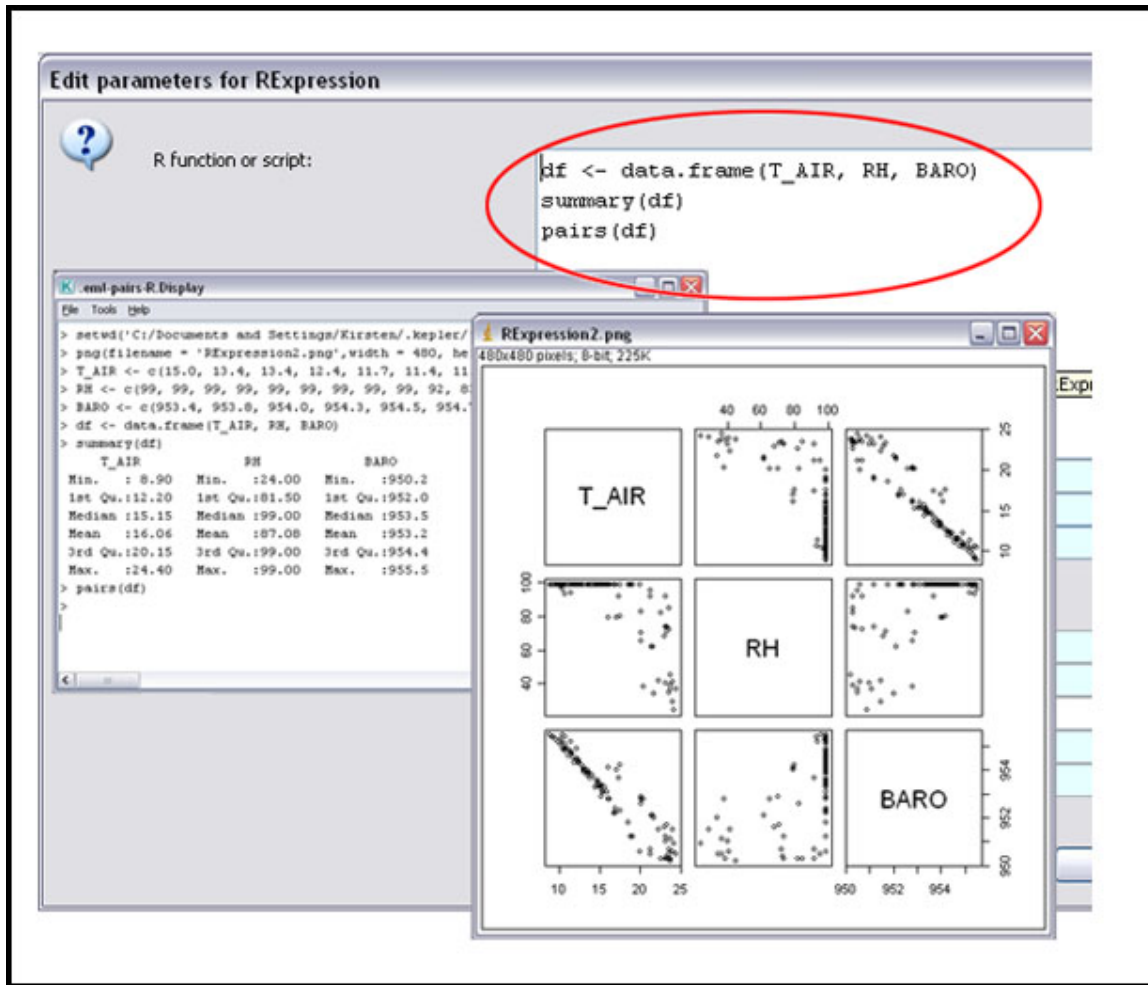 Edit parameters for RExpression
R function or script:
df <- data.frame(T_AIR, RH, BARO)
summary(df)
pairs(df)
.eml-pairs-R.Display
File Tools Help
> setwd('C:/Documents and Settings/Kirsten/.kepler/
> png(filename = 'RExpression2.png',width = 480, he
> T_AIR <- c(15.0, 13.4, 13.4, 12.4, 11.7, 11.4, 11
> RH <- c(99, 99, 99, 99, 99, 99, 99, 99, 99, 92, 8
> BARO <- c(953.4, 953.8, 954.0, 954.3, 954.5, 954.
> df <- data.frame(T_AIR, RH, BARO)
> summary(df)
T_AIR RH BARO
Min. : 8.90 Min. :24.00 Min. :950.2
1st Qu.:12.20 1st Qu.:81.50 1st Qu.:952.0
Median :15.15 Median :99.00 Median :953.5
Mean :16.06 Mean :87.08 Mean :953.2
3rd Qu.:20.15 3rd Qu.:99.00 3rd Qu.:954.4
Max. :24.40 Max. :99.00 Max. :955.5
> pairs(df)
>
RExpression2.png
480x480 pixels; 8-bit; 225K
40 60 80 100
T_AIR
10 15 20 25
40 60 80 100
RH
BARO
950 952 954
10 15 20 25
950 952 954
Expr